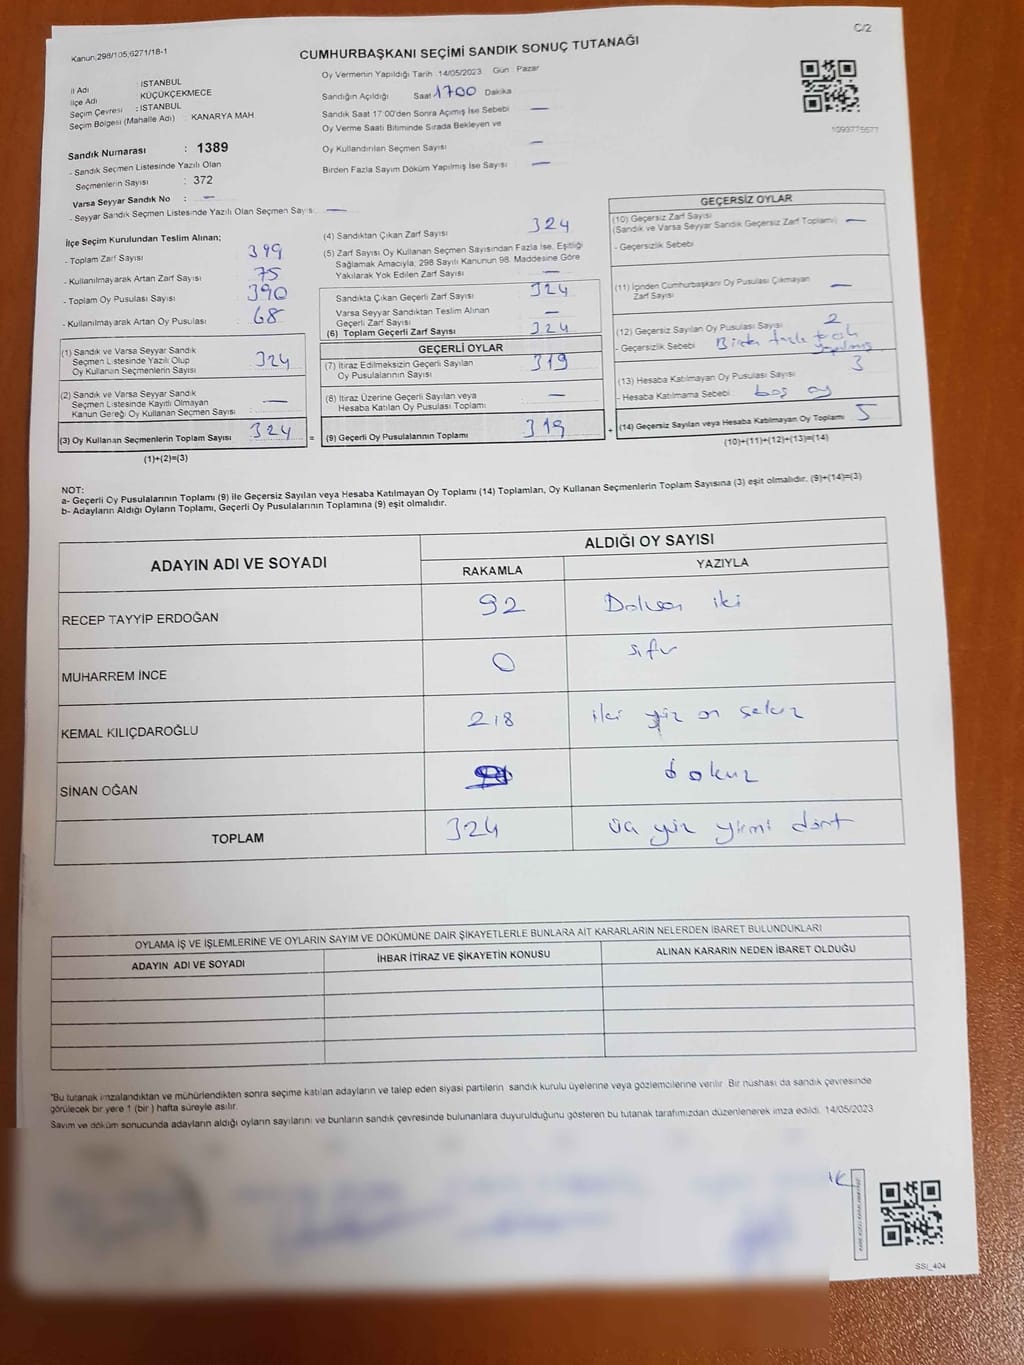 C/2
Kanun:298/105;6271/18-1
CUMHURBAŞKANI SEÇİMİ SANDIK SONUÇ TUTANAĞI
İl Adı : İSTANBUL
İlçe Adı : KÜÇÜKÇEKMECE
Seçim Çevresi : İSTANBUL
Seçim Bölgesi (Mahalle Adı) : KANARYA MAH
Sandık Numarası : 1389
- Sandık Seçmen Listesinde Yazılı Olan
Seçmenlerin Sayısı : 372
Varsa Seyyar Sandık No : —
- Seyyar Sandık Seçmen Listesinde Yazılı Olan Seçmen Sayısı : —
Oy Vermenin Yapıldığı Tarih :14/05/2023 Gün : Pazar
Sandığın Açıldığı Saat 1700 Dakika
Sandık Saat 17:00'den Sonra Açımış İse Sebebi —
Oy Verme Saati Bitiminde Sırada Bekleyen ve
Oy Kullandırılan Seçmen Sayısı —
Birden Fazla Sayım Döküm Yapılmış İse Sayısı —
1093775577
İlçe Seçim Kurulundan Teslim Alınan;
- Toplam Zarf Sayısı : 399
- Kullanılmayarak Artan Zarf Sayısı : 75
- Toplam Oy Pusulası Sayısı : 390
- Kullanılmayarak Artan Oy Pusulası : 68
(1) Sandık ve Varsa Seyyar Sandık
Seçmen Listesinde Yazılı Olup
Oy Kullanan Seçmenlerin Sayısı : 324
(2) Sandık ve Varsa Seyyar Sandık
Seçmen Listesinde Kayıtlı Olmayan
Kanun Gereği Oy Kullanan Seçmen Sayısı : —
(3) Oy Kullanan Seçmenlerin Toplam Sayısı : 324
(1)+(2)=(3)
(4) Sandıktan Çıkan Zarf Sayısı 324
(5) Zarf Sayısı Oy Kullanan Seçmen Sayısından Fazla İse, Eşitliği
Sağlamak Amacıyla, 298 Sayılı Kanunun 98. Maddesine Göre
Yakılarak Yok Edilen Zarf Sayısı —
Sandıkta Çıkan Geçerli Zarf Sayısı 324
Varsa Seyyar Sandıktan Teslim Alınan
Geçerli Zarf Sayısı —
(6) Toplam Geçerli Zarf Sayısı 324
GEÇERLİ OYLAR
(7) İtiraz Edilmeksizin Geçerli Sayılan
Oy Pusulalarının Sayısı 319
(8) İtiraz Üzerine Geçerli Sayılan veya
Hesaba Katılan Oy Pusulası Toplamı —
= (9) Geçerli Oy Pusulalarının Toplamı 319
GEÇERSİZ OYLAR
(10) Geçersiz Zarf Sayısı
(Sandık ve Varsa Seyyar Sandık Geçersiz Zarf Toplamı) —
- Geçersizlik Sebebi
(11) İçinden Cumhurbaşkanı Oy Pusulası Çıkmayan
Zarf Sayısı —
(12) Geçersiz Sayılan Oy Pusulası Sayısı 2
- Geçersizlik Sebebi Birden fazla tercih
yapılmış
(13) Hesaba Katılmayan Oy Pusulası Sayısı 3
- Hesaba Katılmama Sebebi boş oy
+ (14) Geçersiz Sayılan veya Hesaba Katılmayan Oy Toplamı 5
(10)+(11)+(12)+(13)=(14)
NOT:
a- Geçerli Oy Pusulalarının Toplamı (9) ile Geçersiz Sayılan veya Hesaba Katılmayan Oy Toplamı (14) Toplamları, Oy Kullanan Seçmenlerin Toplam Sayısına (3) eşit olmalıdır. (9)+(14)=(3)
b- Adayların Aldığı Oyların Toplamı, Geçerli Oy Pusulalarının Toplamına (9) eşit olmalıdır.
ADAYIN ADI VE SOYADI ALDIĞI OY SAYISI
RAKAMLA YAZIYLA
RECEP TAYYİP ERDOĞAN 92 Doksan iki
MUHARREM İNCE 0 sıfır
KEMAL KILIÇDAROĞLU 218 iki yüz on sekiz
SİNAN OĞAN dokuz
TOPLAM 324 üç yüz yirmi dört
OYLAMA İŞ VE İŞLEMLERİNE VE OYLARIN SAYIM VE DÖKÜMÜNE DAİR ŞİKAYETLERLE BUNLARA AİT KARARLARIN NELERDEN İBARET BULUNDUKLARI
ADAYIN ADI VE SOYADI İHBAR İTİRAZ VE ŞİKAYETİN KONUSU ALINAN KARARIN NEDEN İBARET OLDUĞU
"Bu tutanak imzalandıktan ve mühürlendikten sonra seçime katılan adayların ve talep eden siyasi partilerin sandık kurulu üyelerine veya gözlemcilerine verilir. Bir nüshası da sandık çevresinde
görülecek bir yere 1 (bir ) hafta süreyle asılır.
Sayım ve döküm sonucunda adayların aldığı oyların sayılarını ve bunların sandık çevresinde bulunanlara duyurulduğunu gösteren bu tutanak tarafımızdan düzenlenerek imza edildi. 14/05/2023
SSI_404